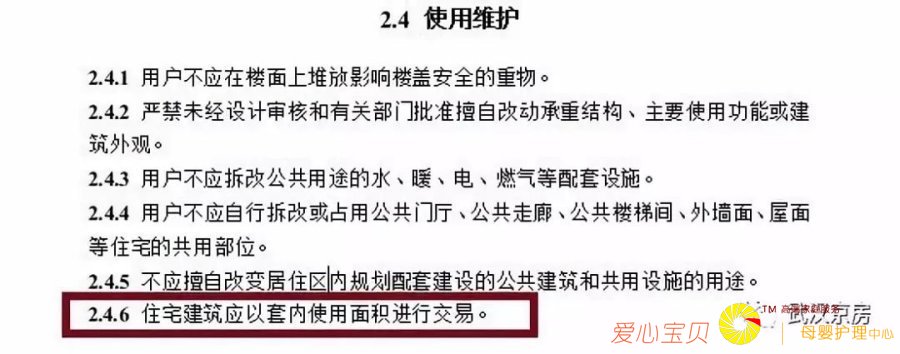 2.4 使用维护
2.4.1 用户不应在楼面上堆放影响楼盖安全的重物。
2.4.2 严禁未经设计审核和有关部门批准擅自改动承重结构、主要使用功能或建
筑外观。
2.4.3 用户不应拆改公共用途的水、暖、电、燃气等配套设施。
2.4.4 用户不应自行拆改或占用公共门厅、公共走廊、公共楼梯间、外墙面、屋面
等住宅的共用部位。
2.4.5 不应擅自改变居住区内规划配套建设的公共建筑和共用设施的用途。
2.4.6 住宅建筑应以套内使用面积进行交易。
武汉京房
爱心宝贝
TM
母婴护理中心